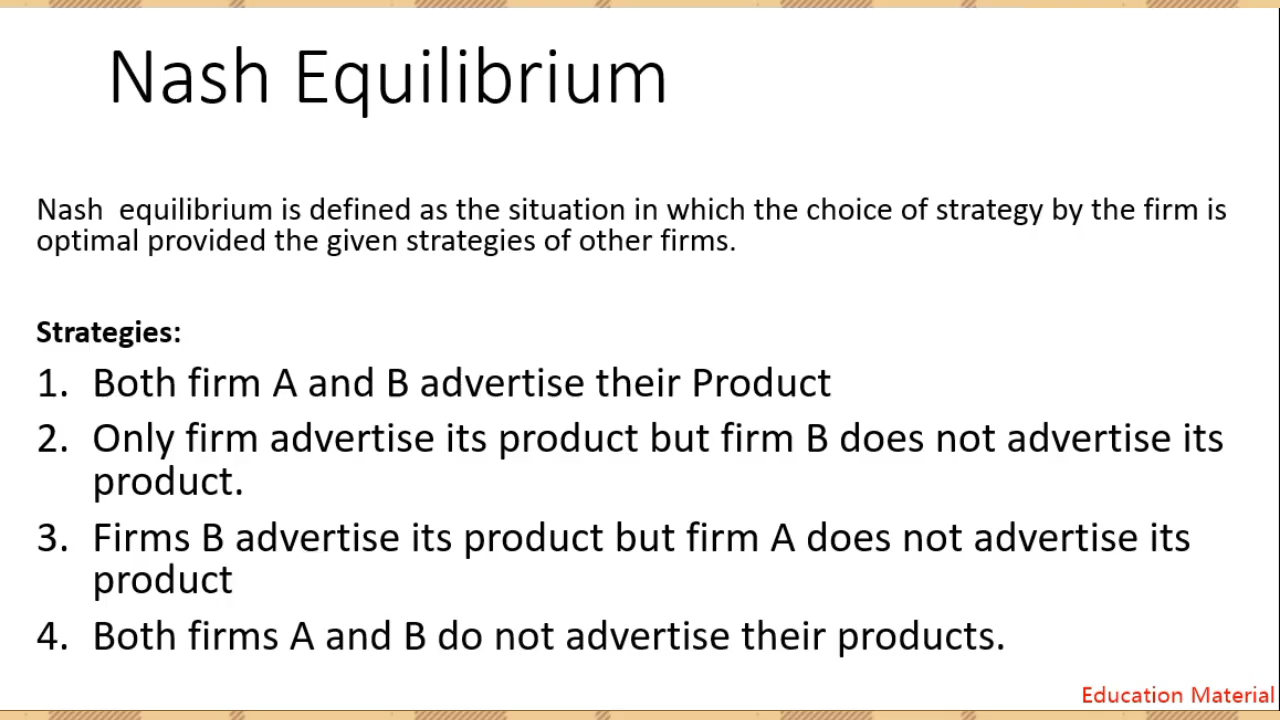 Nash Equilibrium
Nash equilibrium is defined as the situation in which the choice of strategy by the firm is
optimal provided the given strategies of other firms.
Strategies:
1. Both firm A and B advertise their Product
2. Only firm advertise its product but firm B does not advertise its
product.
3. Firms B advertise its product but firm A does not advertise its
product
4. Both firms A and B do not advertise their products.
Education Material